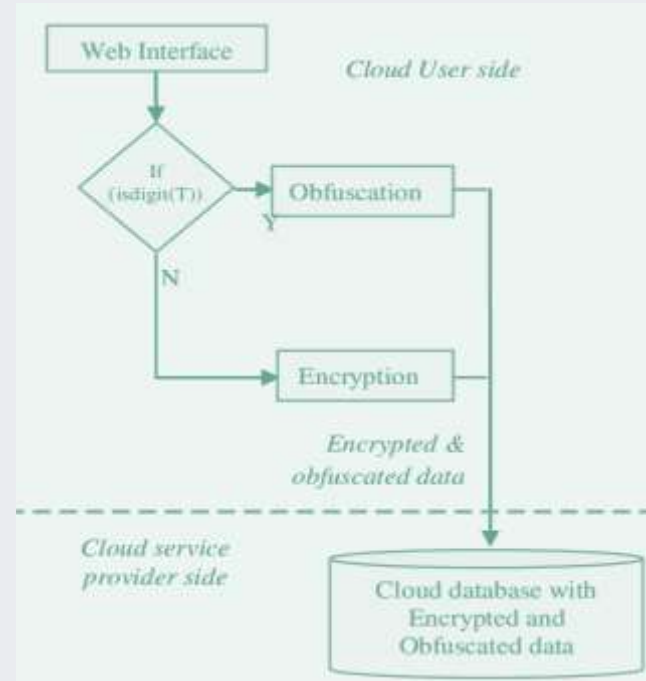 Web Interface
Cloud User side
If
(isdigit(T))
Obfuscation
Y
N
Encryption
Encrypted &
obfuscated data
Cloud service
provider side
Cloud database with
Encrypted and
Obfuscated data